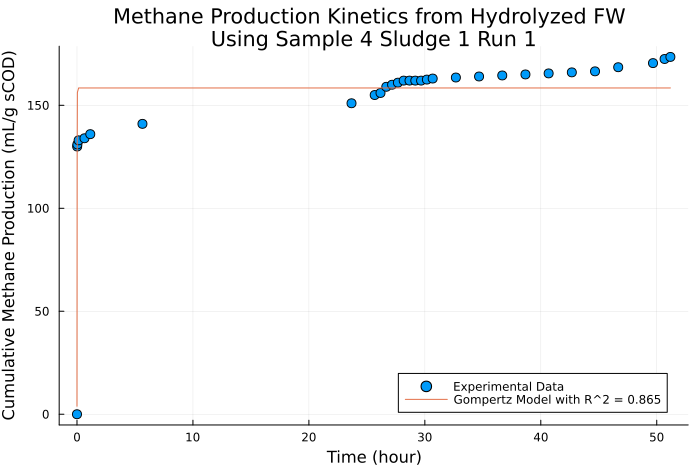 Methane Production Kinetics from Hydrolyzed FW
Using Sample 4 Sludge 1 Run 1
Cumulative Methane Production (mL/g sCOD)
150
100
50
0
Experimental Data
Gompertz Model with R^2 = 0.865
0 10 20 30 40 50
Time (hour)